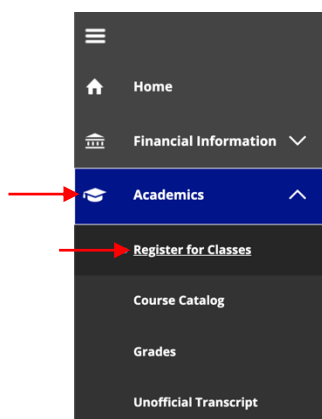 Home
Financial Information
Academics
Register for Classes
Course Catalog
Grades
Unofficial Transcript